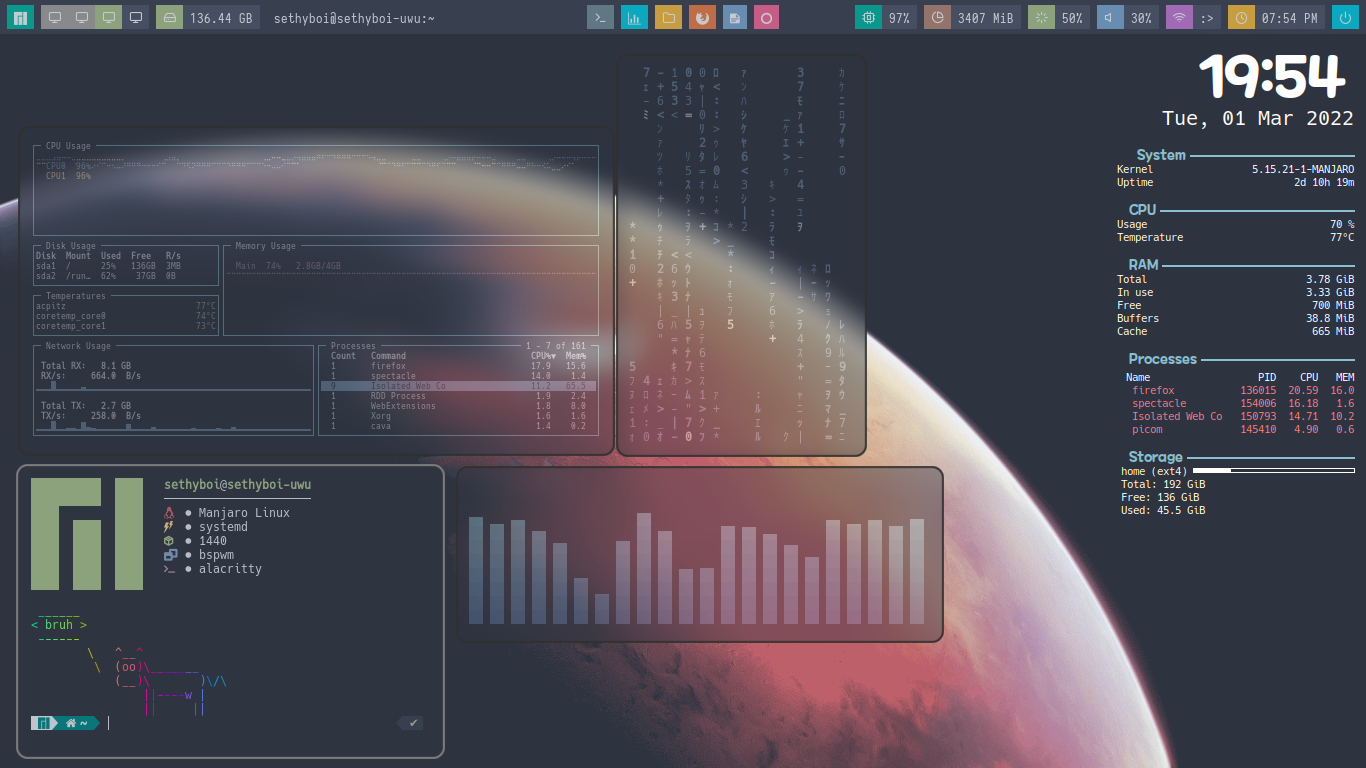 136.44 GB
sethyboi@sethyboi-uwu:~
97%
3407 MiB
50%
30%
:>
07:54 PM
19:54
Tue, 01 Mar 2022
System
Kernel 5.15.21-1-MANJARO
Uptime 2d 10h 19m
CPU
Usage 70 %
Temperature 77°C
RAM
Total 3.78 GiB
In use 3.33 GiB
Free 700 MiB
Buffers 38.8 MiB
Cache 665 MiB
Processes
Name PID CPU MEM
firefox 136015 20.59 16.0
spectacle 154006 16.18 1.6
Isolated Web Co 150793 14.71 10.2
picom 145410 4.90 0.6
Storage
home (ext4)
Total: 192 GiB
Free: 136 GiB
Used: 45.5 GiB
CPU Usage
CPU0 96%
CPU1 96%
Disk Usage
Disk Mount Used Free R/s
sda1 / 25% 136GB 3MB
sda2 /run… 62% 37GB 0B
Memory Usage
Main 74% 2.8GB/4GB
Temperatures
acpitz 77°C
coretemp_core0 74°C
coretemp_core1 73°C
Network Usage
Total RX: 8.1 GB
RX/s: 664.0 B/s
Total TX: 2.7 GB
TX/s: 258.0 B/s
Processes 1 - 7 of 161
Count Command CPU%▾ Mem%
1 firefox 17.9 15.6
1 spectacle 14.0 1.4
9 Isolated Web Co 11.2 65.5
1 RDD Process 1.9 2.4
1 WebExtensions 1.8 8.0
1 Xorg 1.6 1.6
1 cava 1.4 0.2
sethyboi@sethyboi-uwu
● Manjaro Linux
● systemd
● 1440
● bspwm
● alacritty
< bruh >
(oo)
(__)
w
~